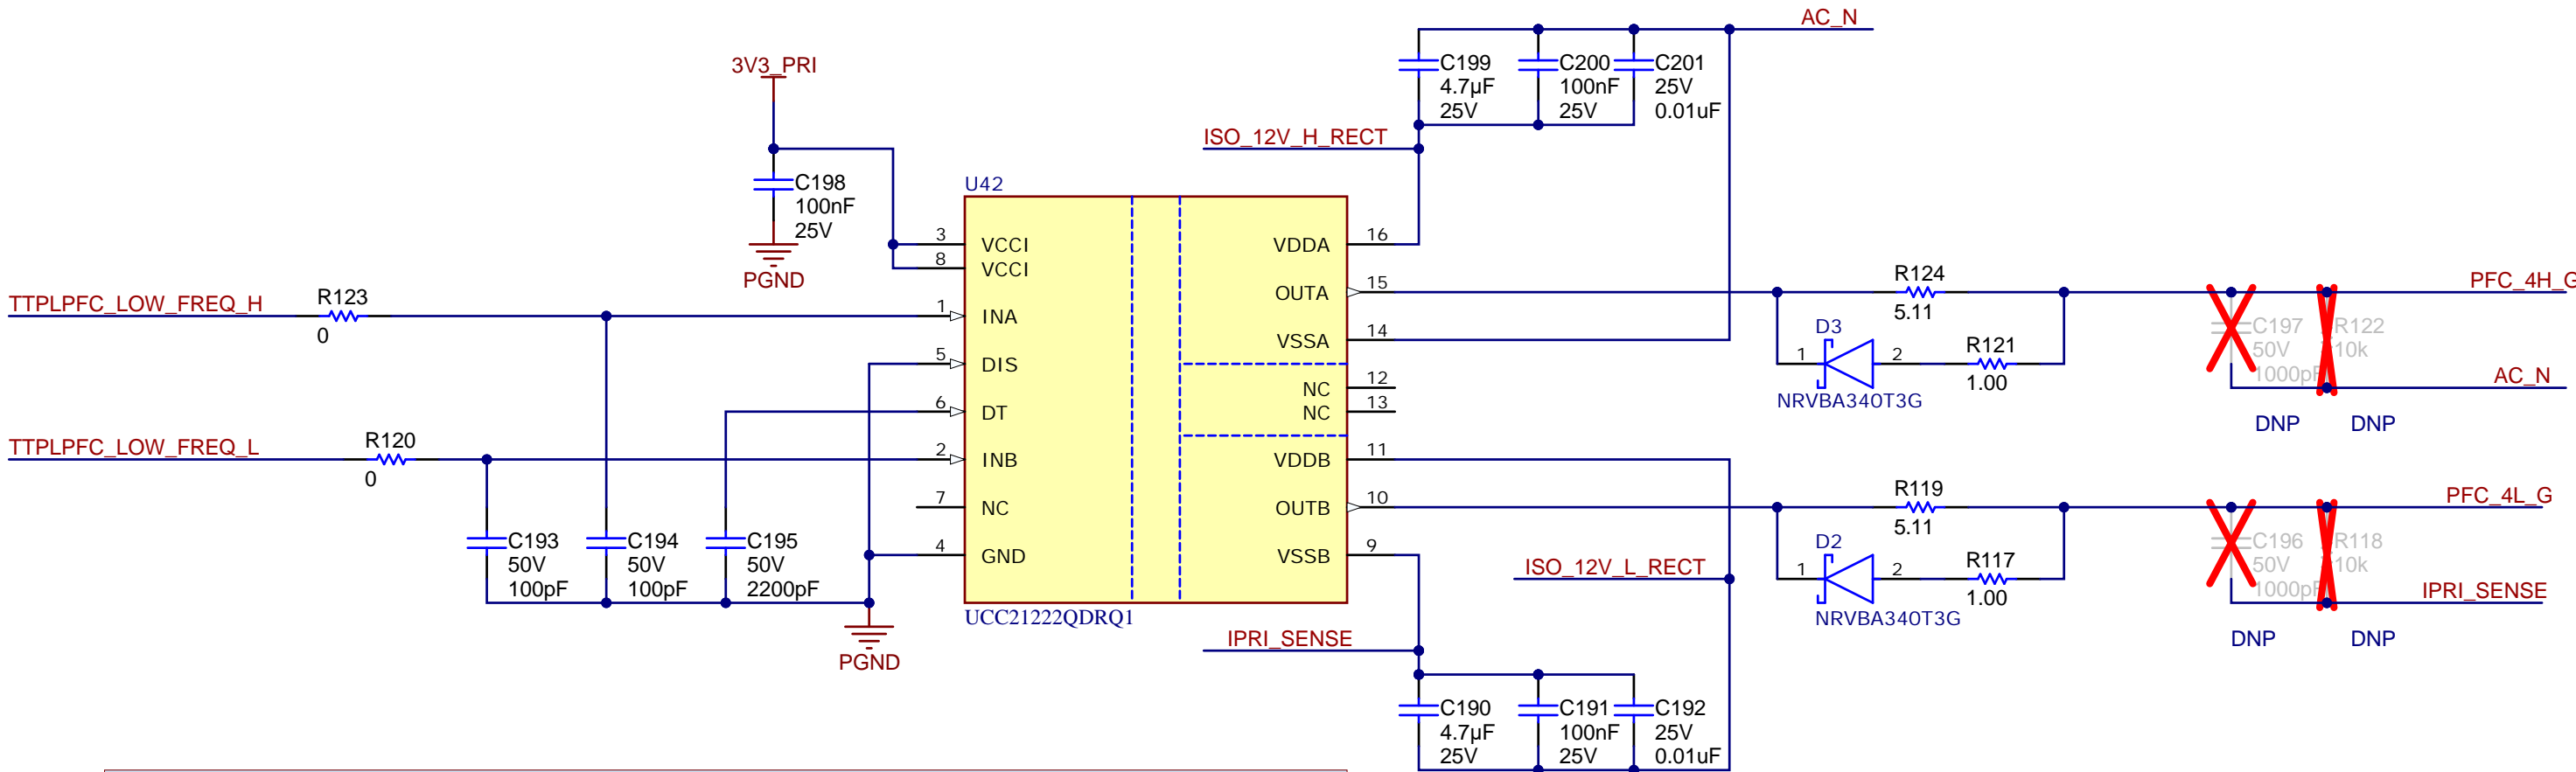 AC_N
3V3_PRI
C199
4.7µF
25V
C200
100nF
25V
C201
25V
0.01uF
ISO_12V_H_RECT
C198
100nF
25V
PGND
U42
3
VCCI
8
VCCI
1
INA
5
DIS
6
DT
2
INB
7
NC
4
GND
VDDA
16
OUTA
15
VSSA
14
NC
12
NC
13
VDDB
11
OUTB
10
VSSB
9
UCC21222QDRQ1
TTPLPFC_LOW_FREQ_H
R123
0
TTPLPFC_LOW_FREQ_L
R120
0
C193
50V
100pF
C194
50V
100pF
C195
50V
2200pF
PGND
R124
5.11
D3
1
2
NRVBA340T3G
R121
1.00
PFC_4H_G
C197
50V
1000pF
R122
10k
AC_N
DNP
DNP
R119
5.11
D2
1
2
NRVBA340T3G
R117
1.00
PFC_4L_G
C196
50V
1000pF
R118
10k
IPRI_SENSE
DNP
DNP
ISO_12V_L_RECT
IPRI_SENSE
C190
4.7µF
25V
C191
100nF
25V
C192
25V
0.01uF